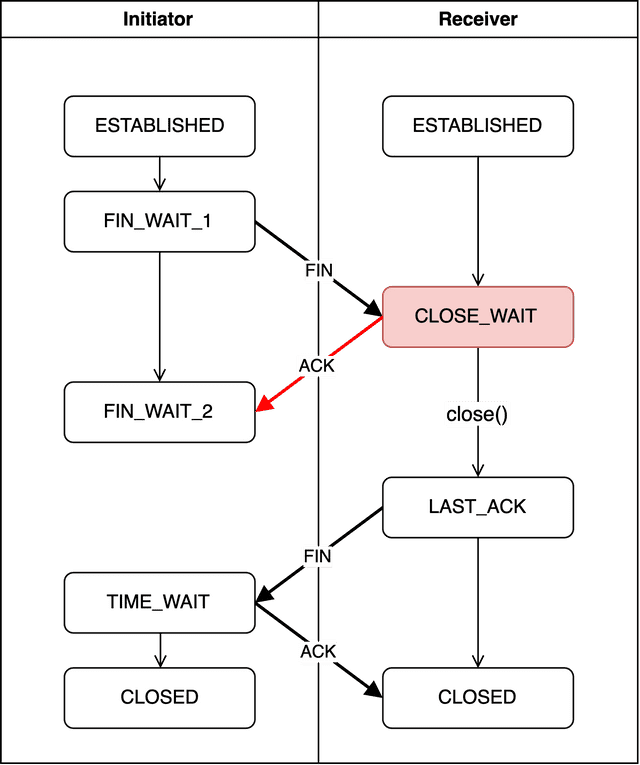 Initiator
Receiver
ESTABLISHED
ESTABLISHED
FIN_WAIT_1
FIN
CLOSE_WAIT
ACK
FIN_WAIT_2
close()
LAST_ACK
FIN
TIME_WAIT
ACK
CLOSED
CLOSED